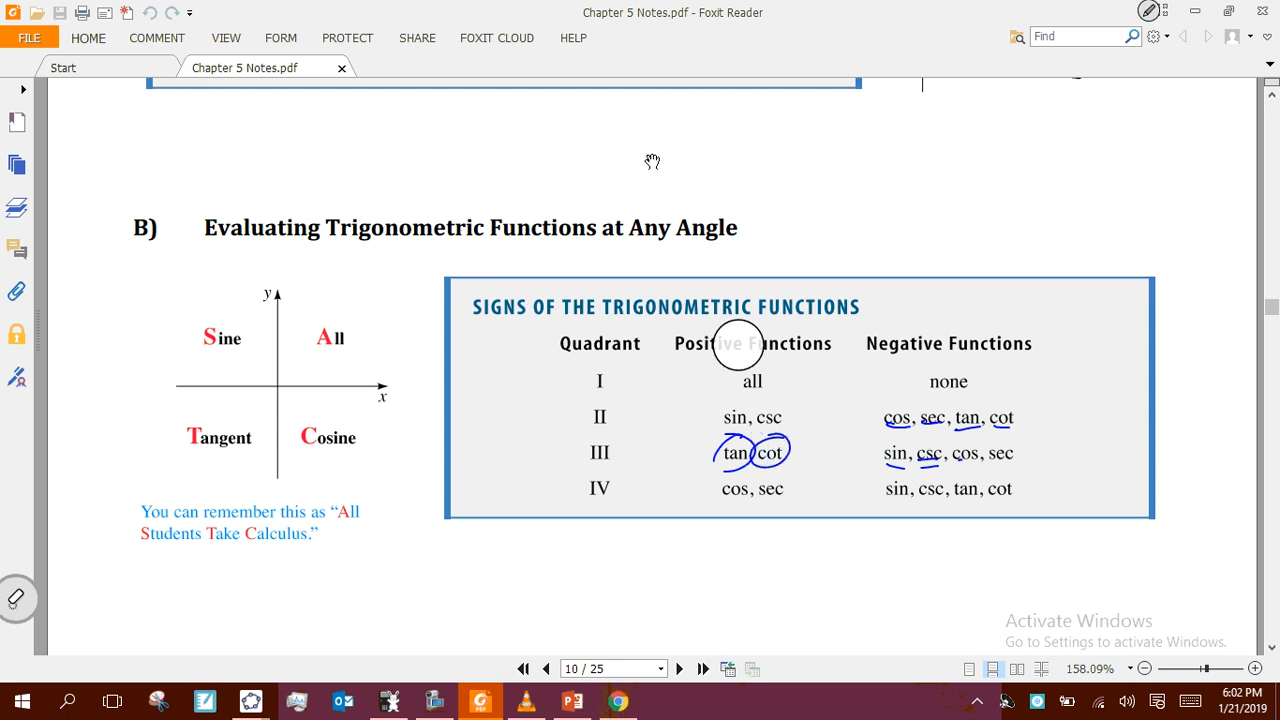 Chapter 5 Notes.pdf - Foxit Reader
FILE HOME COMMENT VIEW FORM PROTECT SHARE FOXIT CLOUD HELP Find
Start Chapter 5 Notes.pdf
B) Evaluating Trigonometric Functions at Any Angle
y
Sine All
x
Tangent Cosine
You can remember this as “All
Students Take Calculus.”
SIGNS OF THE TRIGONOMETRIC FUNCTIONS
Quadrant Positive Functions Negative Functions
I all none
II sin, csc cos, sec, tan, cot
III tan, cot sin, csc, cos, sec
IV cos, sec sin, csc, tan, cot
Activate Windows
Go to Settings to activate Windows.
10 / 25 158.09%
6:02 PM
1/21/2019